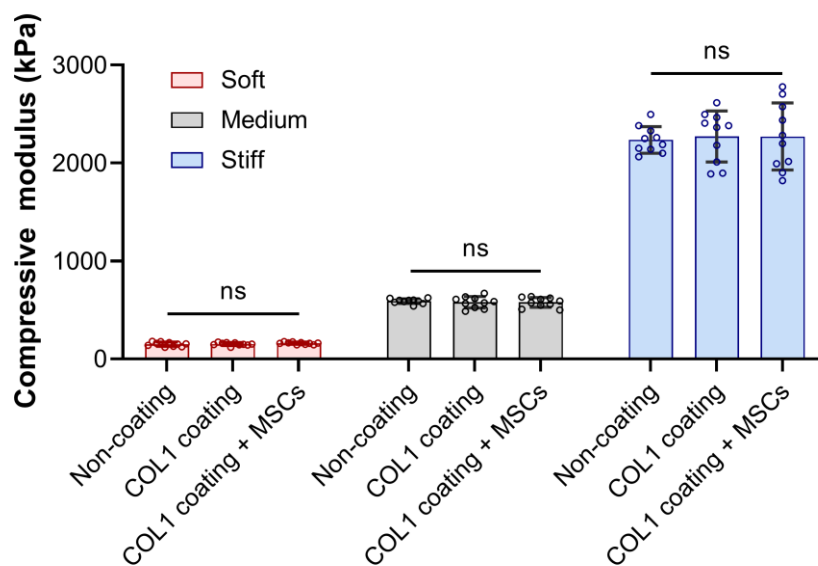 Compressive modulus (kPa)
3000
2000
1000
0
Soft
Medium
Stiff
ns
ns
ns
Non-coating
COL1 coating
COL1 coating + MSCs
Non-coating
COL1 coating
COL1 coating + MSCs
Non-coating
COL1 coating
COL1 coating + MSCs